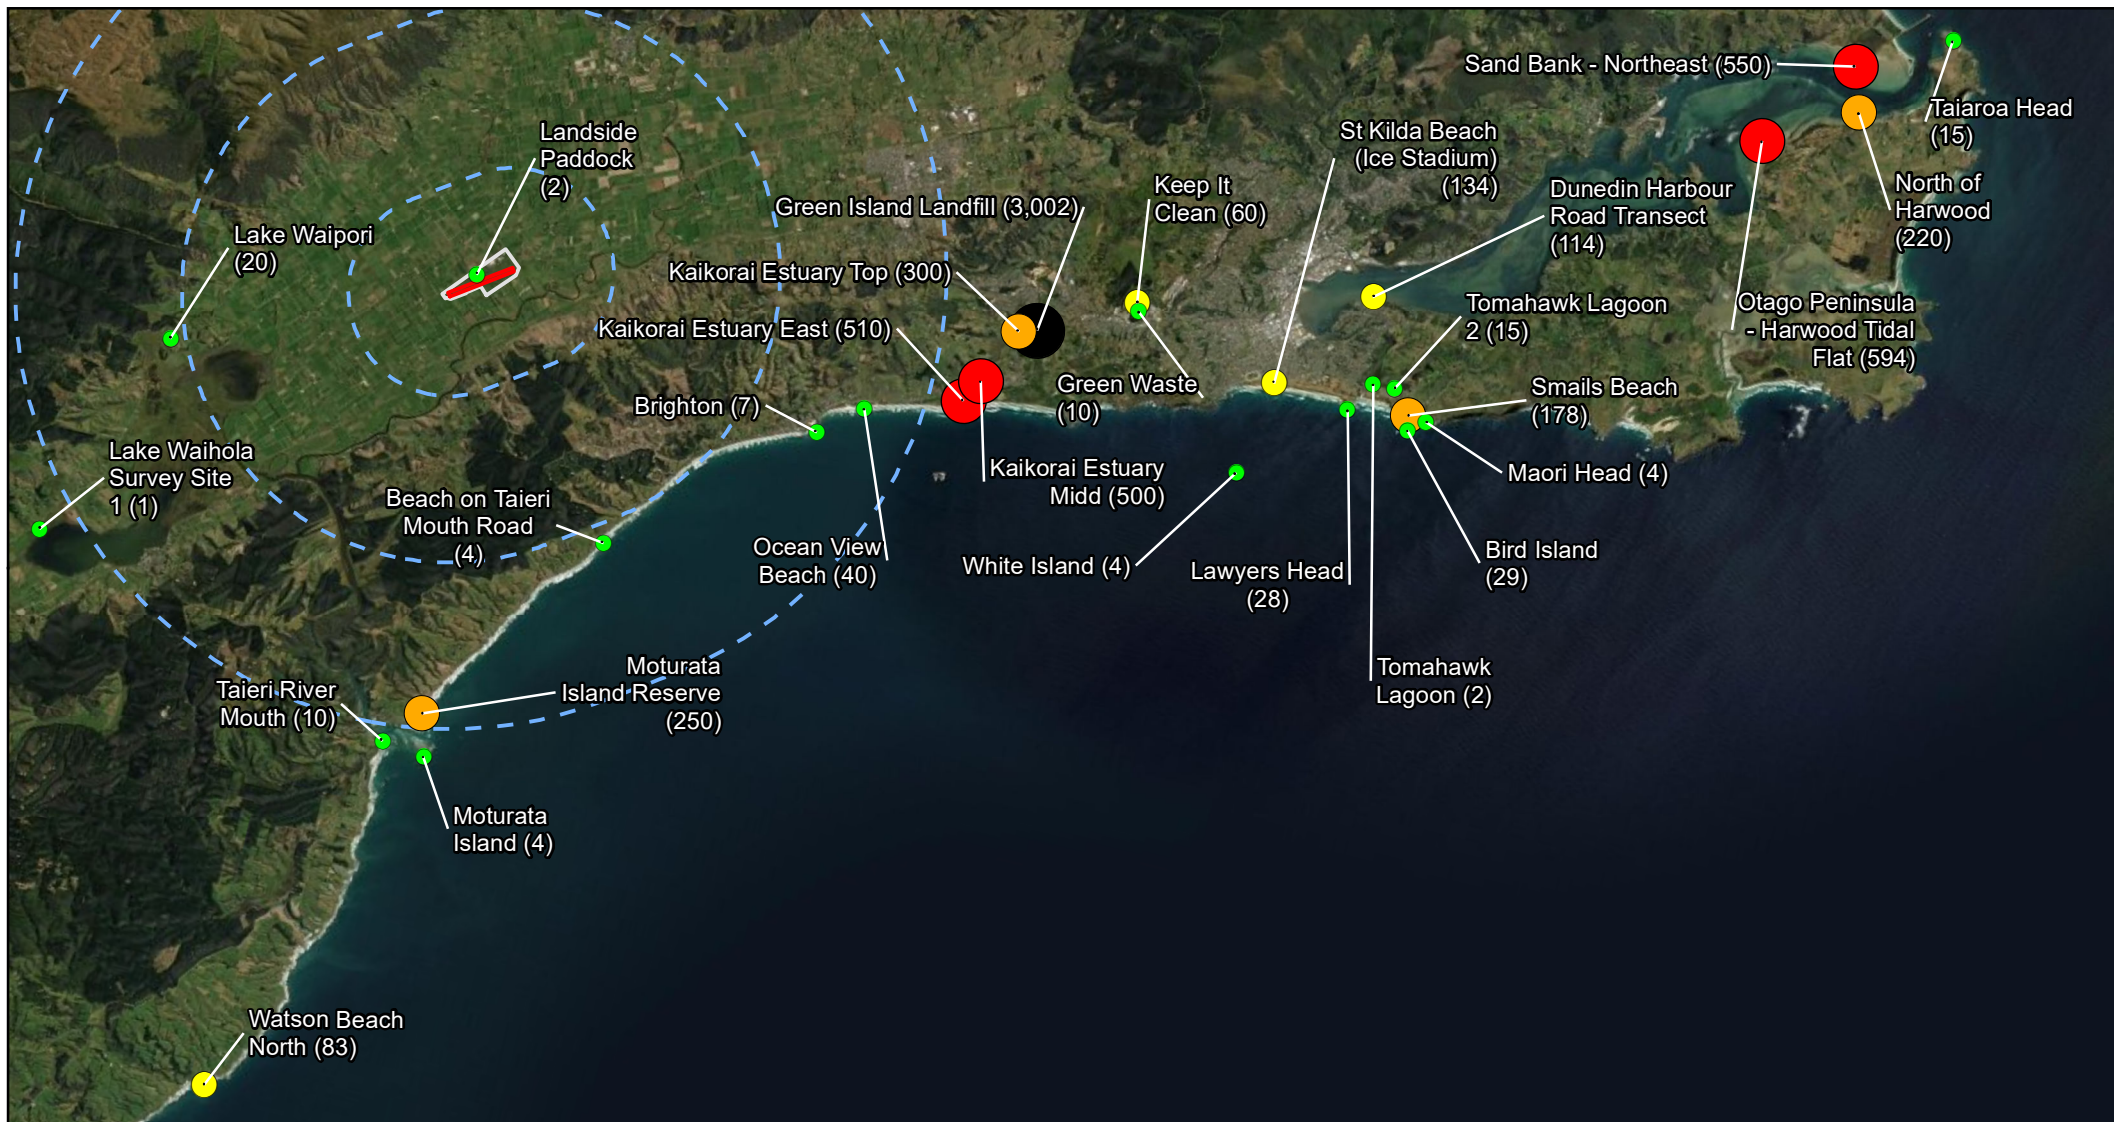 Sand Bank - Northeast (550)
Taiaroa Head
(15)
Landside
Paddock
(2)
St Kilda Beach
(Ice Stadium)
(134)
Keep It
Clean (60)
Dunedin Harbour
Road Transect
(114)
North of
Harwood
(220)
Green Island Landfill (3,002)
Lake Waipori
(20)
Kaikorai Estuary Top (300)
Kaikorai Estuary East (510)
Tomahawk Lagoon
2 (15)
Otago Peninsula
- Harwood Tidal
Flat (594)
Green Waste
(10)
Smails Beach
(178)
Brighton (7)
Lake Waihola
Survey Site
1 (1)
Kaikorai Estuary
Midd (500)
Maori Head (4)
Beach on Taieri
Mouth Road
(4)
Ocean View
Beach (40)
White Island (4)
Lawyers Head
(28)
Bird Island
(29)
Moturata
Island Reserve
(250)
Tomahawk
Lagoon (2)
Taieri River
Mouth (10)
Moturata
Island (4)
Watson Beach
North (83)